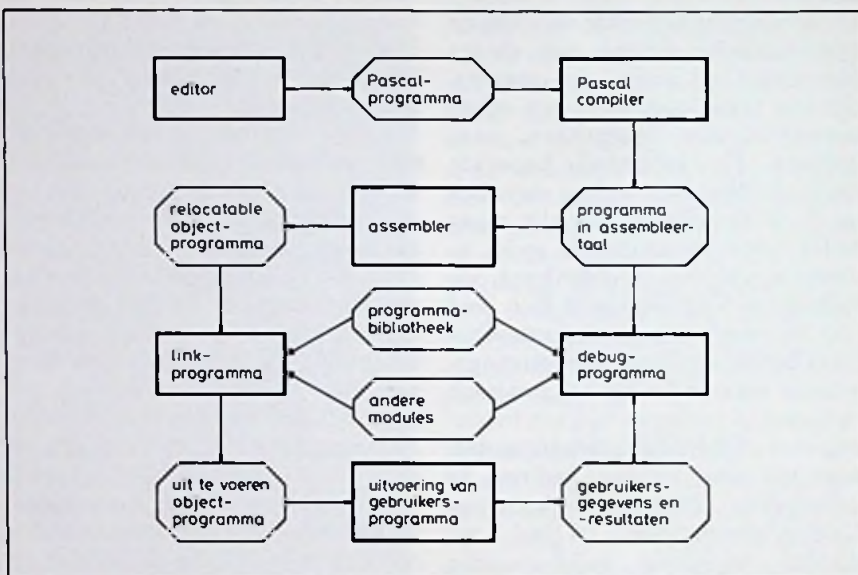 editor
Pascal-
programma
Pascal
compiler
relocatable
object-
programma
assembler
programma
in assembleer-
taal
programma-
bibliotheek
link-
programma
debug-
programma
andere
modules
uit te voeren
object-
programma
uitvoering van
gebruikers-
programma
gebruikers-
gegevens en
-resultaten